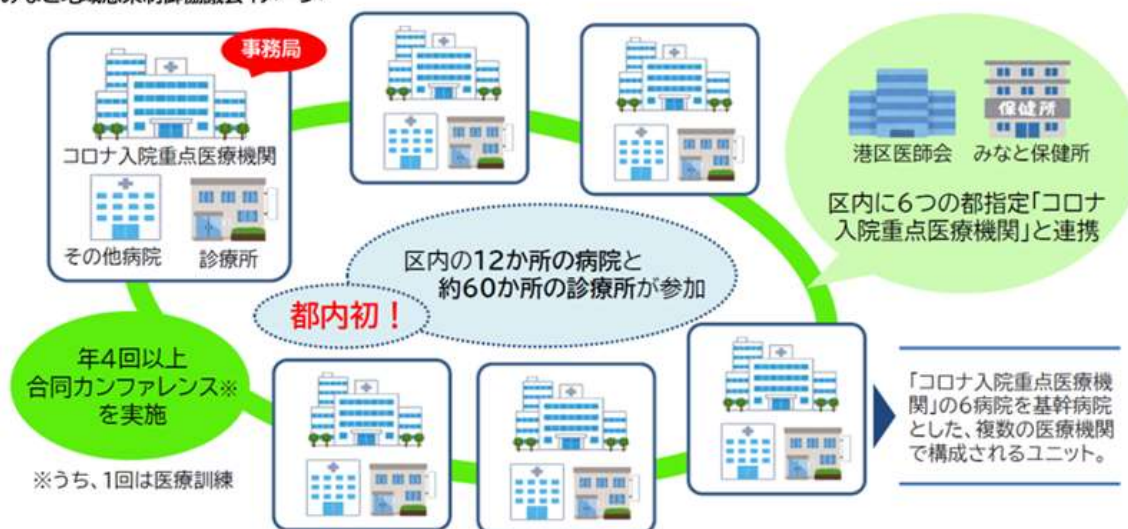 事務局
コロナ入院重点医療機関
その他病院
診療所
保健所
港区医師会
みなと保健所
区内に6つの都指定「コロナ
入院重点医療機関」と連携
区内の12か所の病院と
約60か所の診療所が参加
都内初!
年4回以上
合同カンファレンス※
を実施
※うち、1回は医療訓練
「コロナ入院重点医療機
関」の6病院を基幹病院
とした、複数の医療機関
で構成されるユニット。